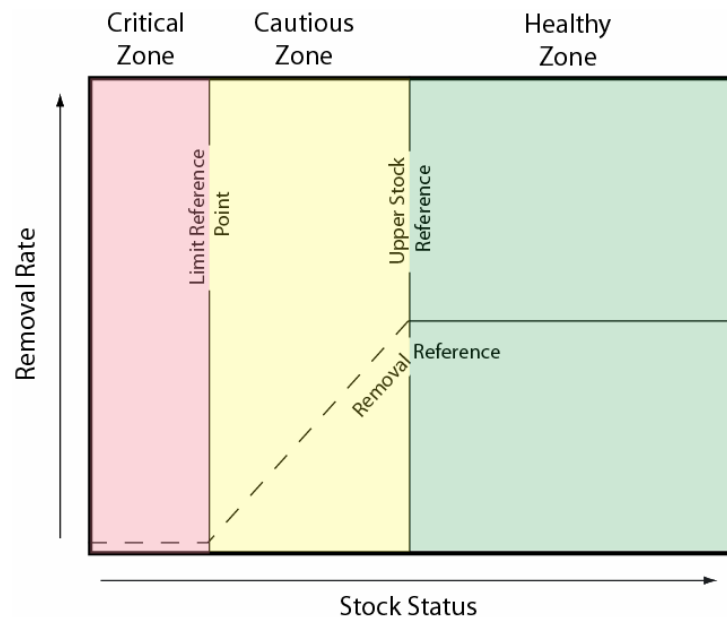 Critical
Zone
Cautious
Zone
Healthy
Zone
Removal Rate
Limit Reference
Point
Upper Stock
Reference
Removal Reference
Stock Status